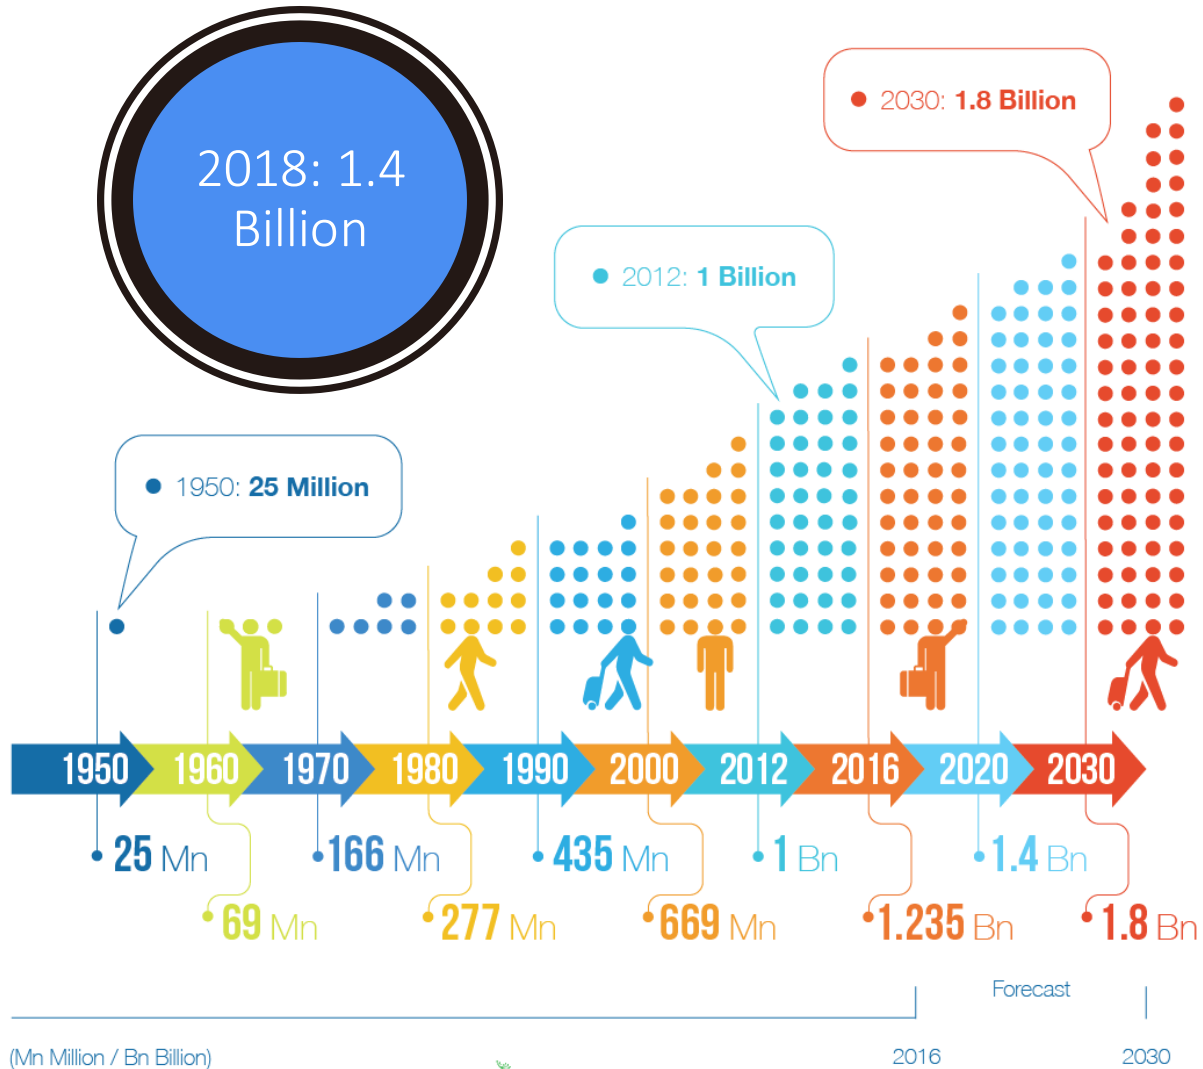 2018: 1.4
Billion
2030: 1.8 Billion
2012: 1 Billion
1950: 25 Million
1950 1960 1970 1980 1990 2000 2012 2016 2020 2030
25 Mn 166 Mn 435 Mn 1 Bn 1.4 Bn
69 Mn 277 Mn 669 Mn 1.235 Bn 1.8 Bn
Forecast
(Mn Million / Bn Billion) 2016 2030